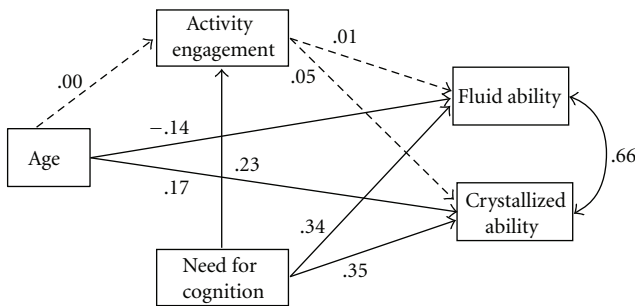 Activity
engagement
.01
.00
.05
Fluid ability
−.14
Age
.23
.66
.17
Crystallized
ability
.34
Need for
cognition
.35